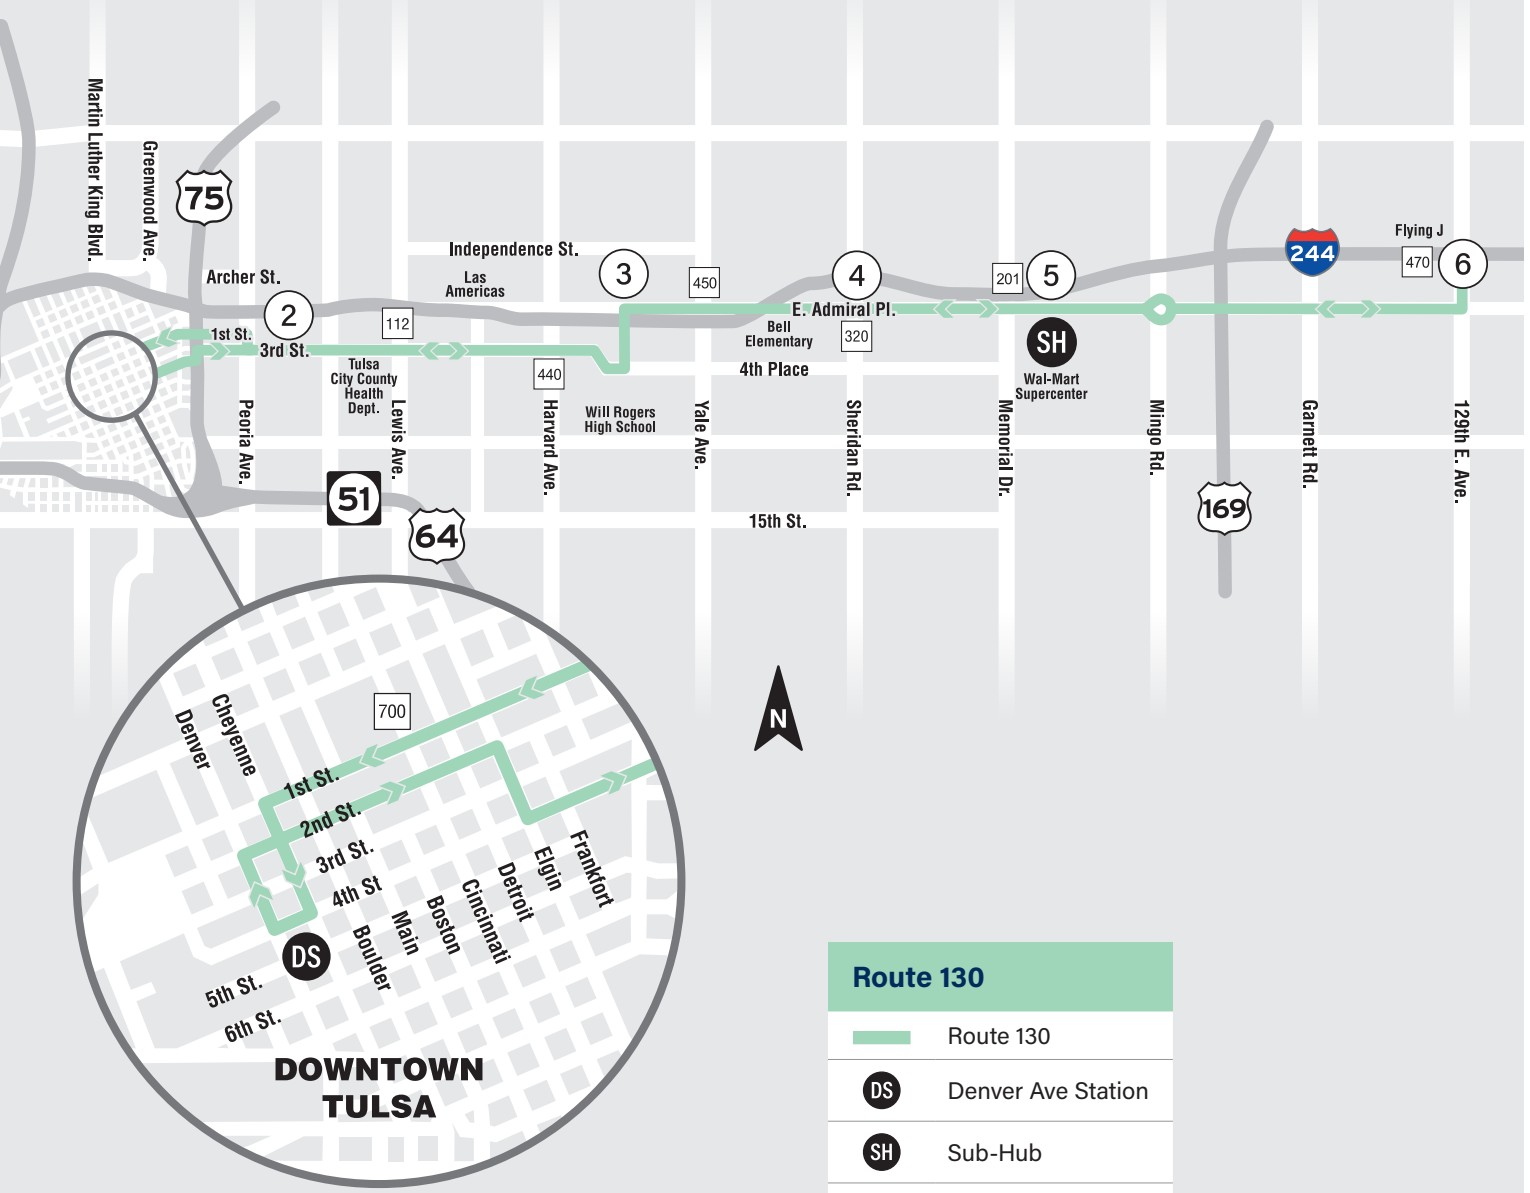 Martin Luther King Blvd.
Greenwood Ave.
75
Archer St.
Independence St.
Las
Americas
2
3
4
5
6
112
450
201
470
Flying J
244
1st St.
3rd St.
E. Admiral Pl.
Bell
Elementary
320
SH
Wal-Mart
Supercenter
Tulsa
City County
Health
Dept.
440
4th Place
Will Rogers
High School
Peoria Ave.
Lewis Ave.
Harvard Ave.
Yale Ave.
Sheridan Rd.
Memorial Dr.
Mingo Rd.
Garnett Rd.
129th E. Ave.
51
64
169
15th St.
N
700
Denver
Cheyenne
1st St.
2nd St.
3rd St.
4th St
5th St.
6th St.
Boulder
Main
Boston
Cincinnati
Detroit
Elgin
Frankfort
DS
DOWNTOWN
TULSA
Route 130
Route 130
DS Denver Ave Station
SH Sub-Hub